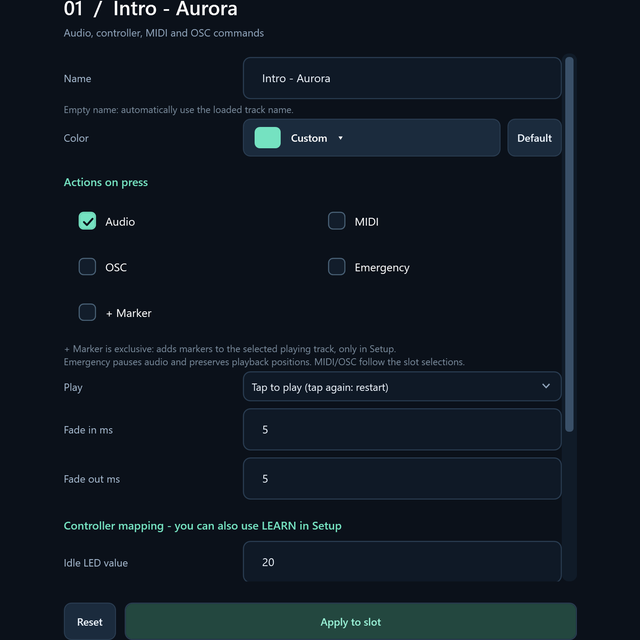 01 / Intro - Aurora
Audio, controller, MIDI and OSC commands
Name
Intro - Aurora
Empty name: automatically use the loaded track name.
Color
Custom
Default
Actions on press
Audio
MIDI
OSC
Emergency
+ Marker
+ Marker is exclusive: adds markers to the selected playing track, only in Setup.
Emergency pauses audio and preserves playback positions. MIDI/OSC follow the slot selections.
Play
Tap to play (tap again: restart)
Fade in ms
5
Fade out ms
5
Controller mapping - you can also use LEARN in Setup
Idle LED value
20
Reset
Apply to slot